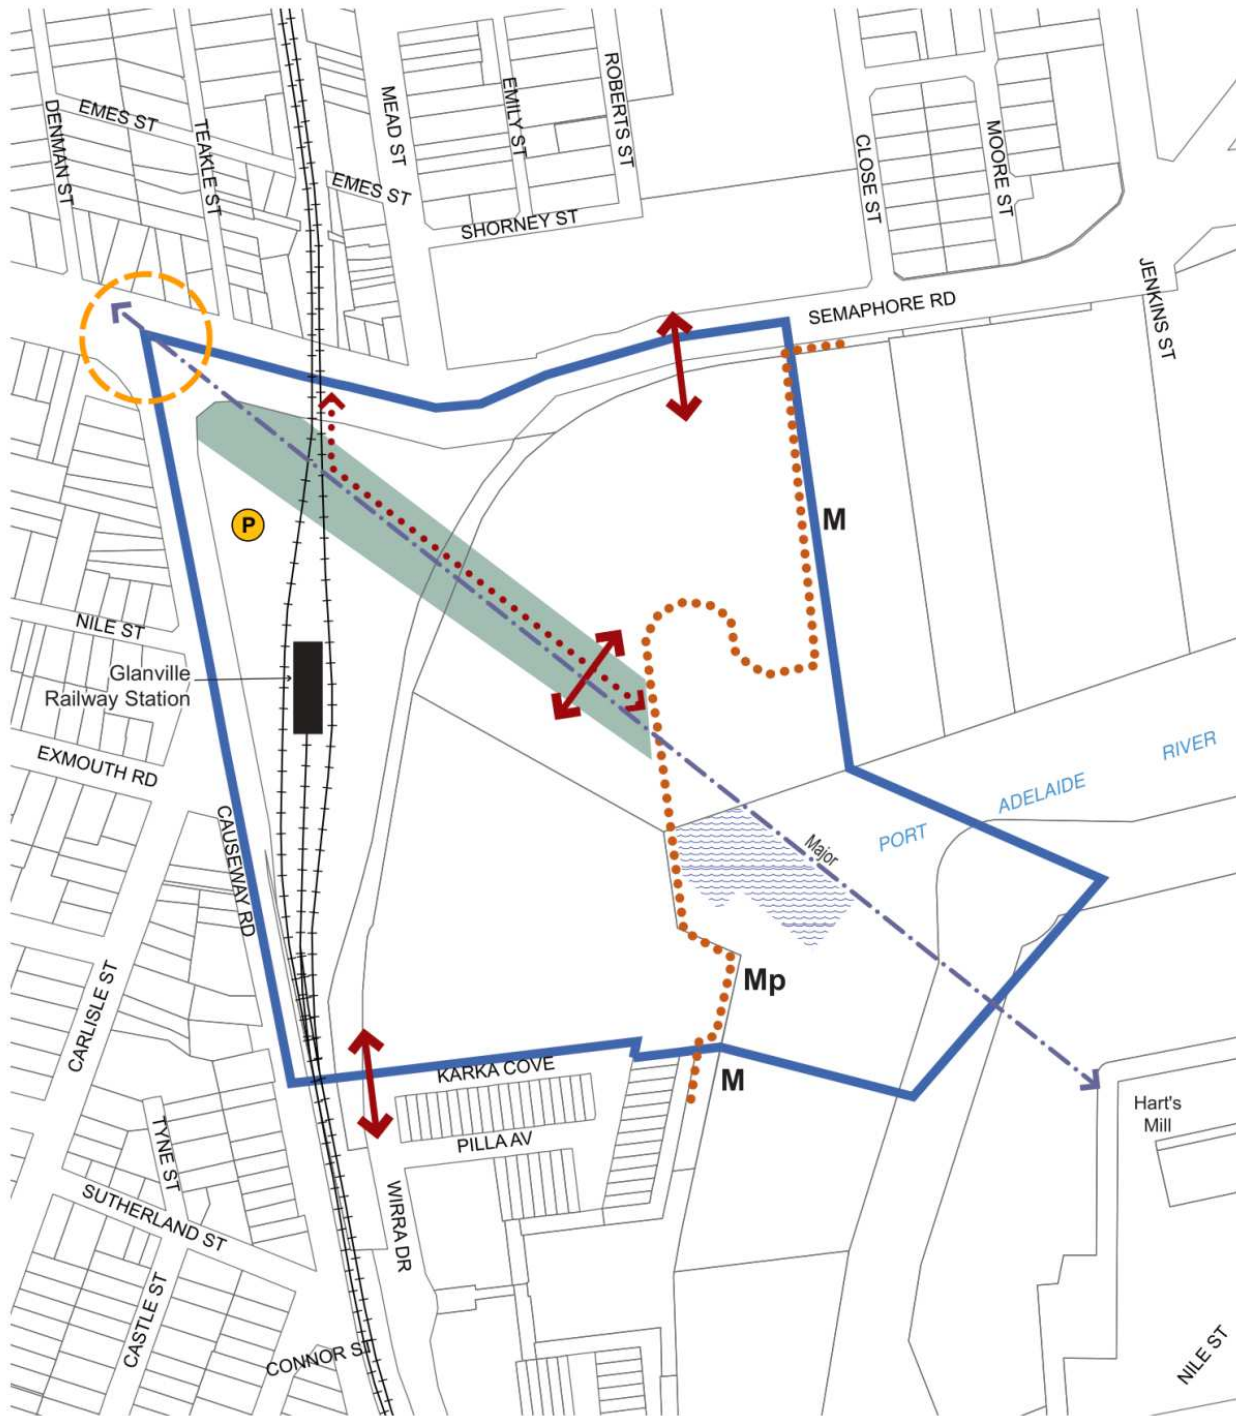 EMES ST
DENMAN ST
TEAKLE ST
MEAD ST
EMILY ST
ROBERTS ST
EMES ST
SHORNEY ST
CLOSE ST
MOORE ST
JENKINS ST
SEMAPHORE RD
P
M
NILE ST
Glanville
Railway Station
EXMOUTH RD
CAUSEWAY RD
RIVER
ADELAIDE
PORT
Major
CARLISLE ST
Mp
KARKA COVE
M
Hart's
Mill
PILLA AV
TYNE ST
SUTHERLAND ST
WIRRA DR
CASTLE ST
CONNOR ST
NILE ST